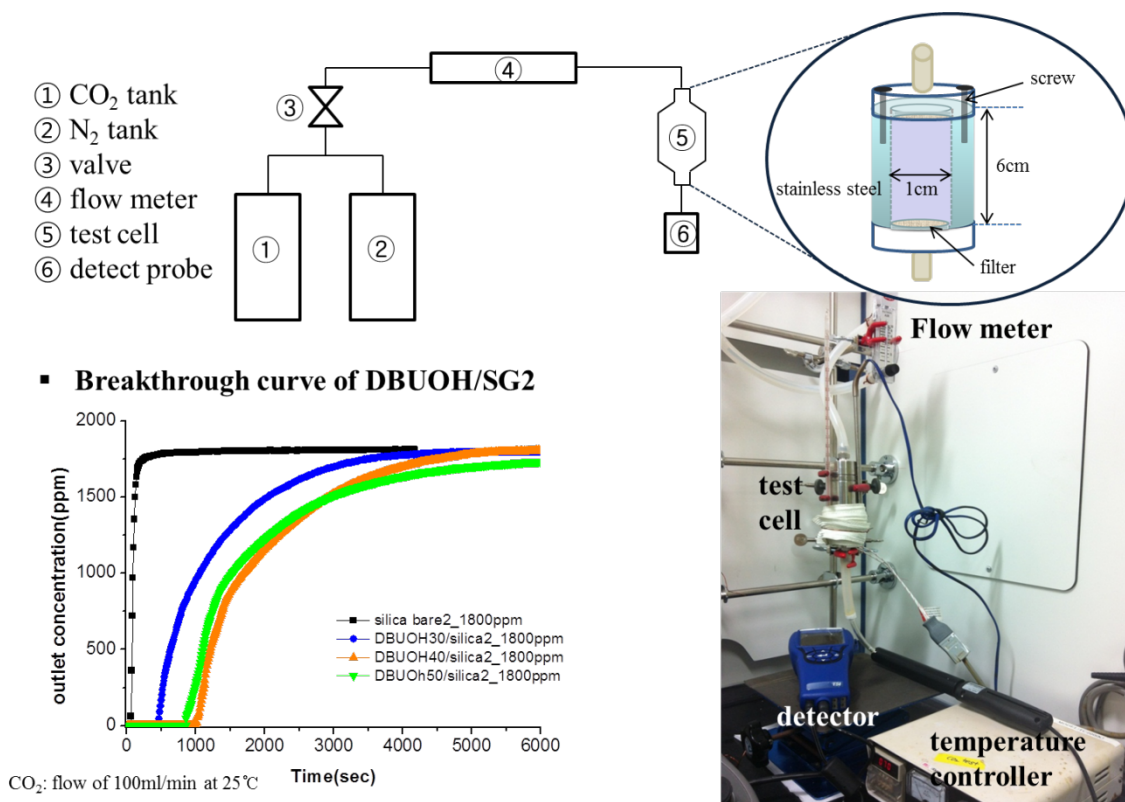 ① CO₂ tank
② N₂ tank
③ valve
④ flow meter
⑤ test cell
⑥ detect probe
③
④
①
②
⑤
⑥
screw
6cm
stainless steel
1cm
filter
▪ Breakthrough curve of DBUOH/SG2
outlet concentration(ppm)
2000
1500
1000
500
0
silica bare2_1800ppm
DBUOH30/silica2_1800ppm
DBUOH40/silica2_1800ppm
DBUOh50/silica2_1800ppm
0 1000 2000 3000 4000 5000 6000
Time(sec)
CO₂: flow of 100ml/min at 25℃
Flow meter
test
cell
detector
temperature
controller